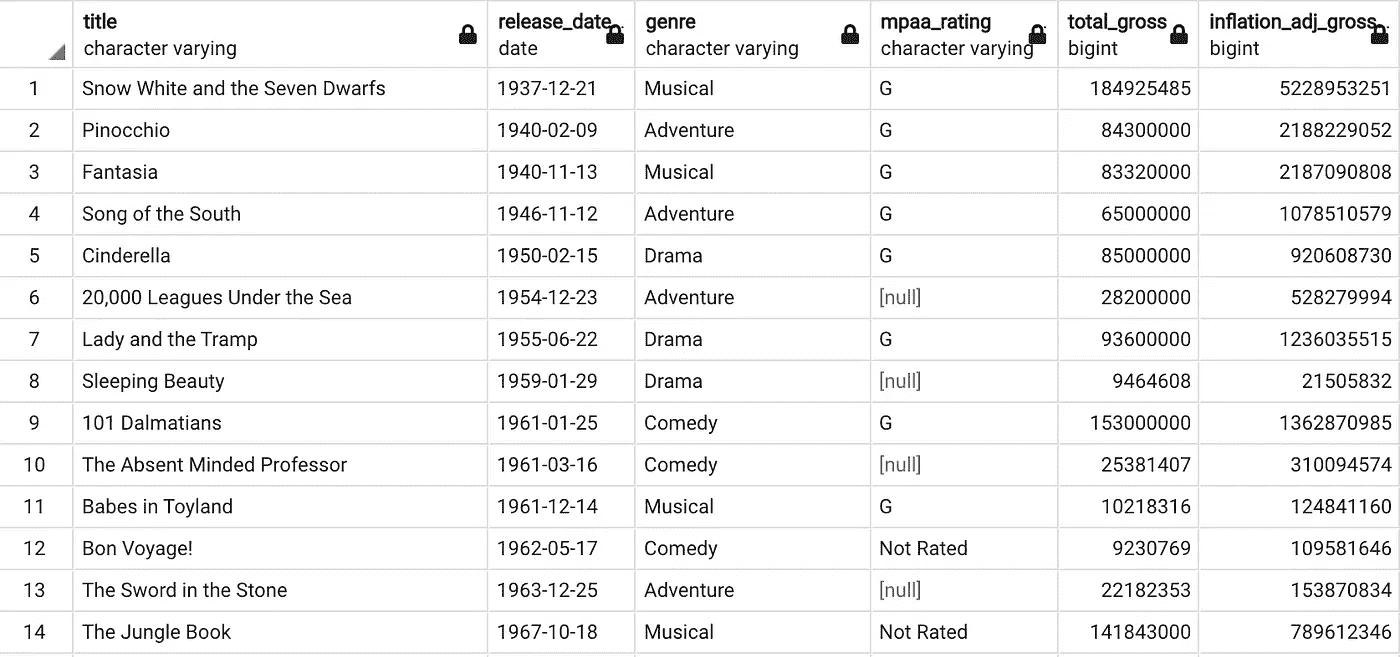 title release_date genre mpaa_rating total_gross inflation_adj_gross
character varying date character varying character varying bigint bigint
1 Snow White and the Seven Dwarfs 1937-12-21 Musical G 184925485 5228953251
2 Pinocchio 1940-02-09 Adventure G 84300000 2188229052
3 Fantasia 1940-11-13 Musical G 83320000 2187090808
4 Song of the South 1946-11-12 Adventure G 65000000 1078510579
5 Cinderella 1950-02-15 Drama G 85000000 920608730
6 20,000 Leagues Under the Sea 1954-12-23 Adventure [null] 28200000 528279994
7 Lady and the Tramp 1955-06-22 Drama G 93600000 1236035515
8 Sleeping Beauty 1959-01-29 Drama [null] 9464608 21505832
9 101 Dalmatians 1961-01-25 Comedy G 153000000 1362870985
10 The Absent Minded Professor 1961-03-16 Comedy [null] 25381407 310094574
11 Babes in Toyland 1961-12-14 Musical G 10218316 124841160
12 Bon Voyage! 1962-05-17 Comedy Not Rated 9230769 109581646
13 The Sword in the Stone 1963-12-25 Adventure [null] 22182353 153870834
14 The Jungle Book 1967-10-18 Musical Not Rated 141843000 789612346